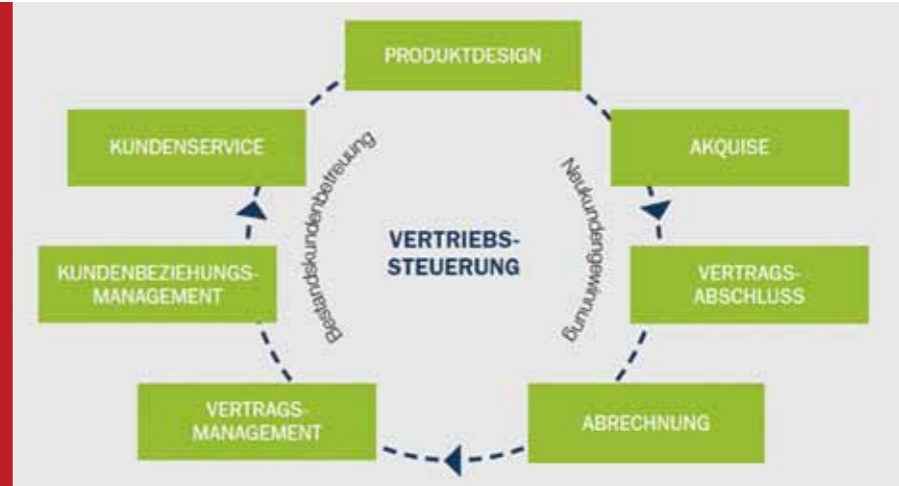 PRODUKTDESIGN
KUNDENSERVICE
AKQUISE
Bestandskundenbetreuung
Neukundengewinnung
VERTRIEBS-
STEUERUNG
KUNDENBEZIEHUNGS-
MANAGEMENT
VERTRAGS-
ABSCHLUSS
VERTRAGS-
MANAGEMENT
ABRECHNUNG